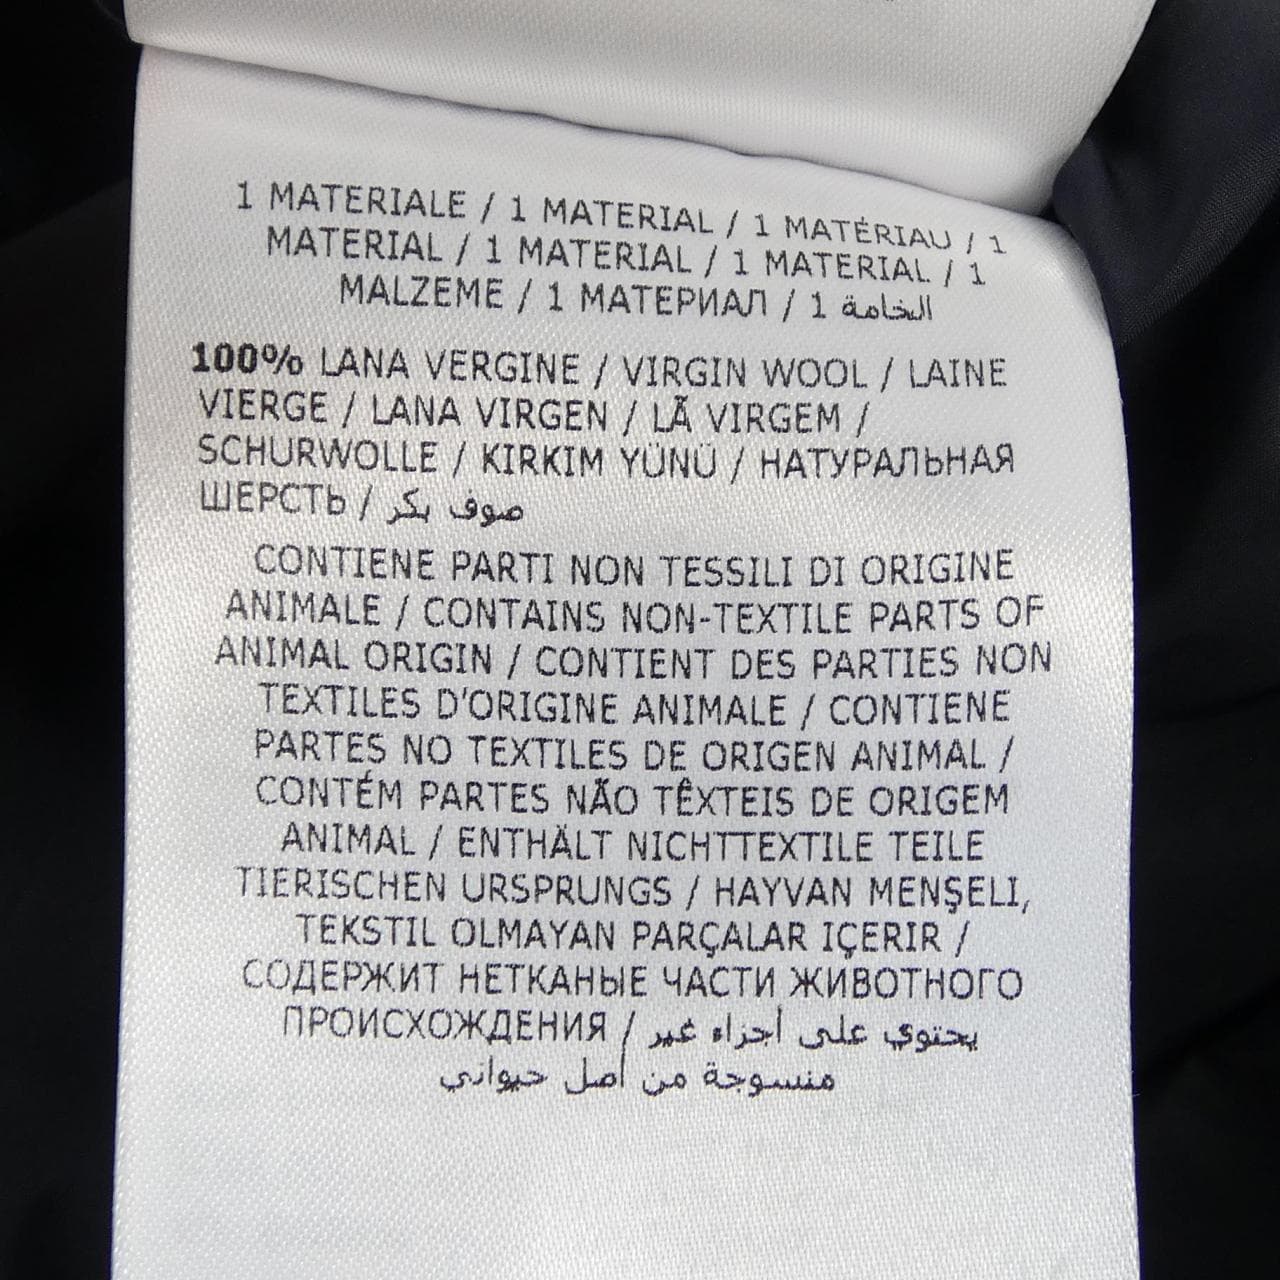 1 MATERIALE / 1 MATERIAL / 1 MATÉRIAU / 1
MATERIAL / 1 MATERIAL / 1 MATERIAL / 1
MALZEME / 1 МАТЕРИАЛ / 1 الخامة
100% LANA VERGINE / VIRGIN WOOL / LAINE
VIERGE / LANA VIRGEN / LÃ VIRGEM /
SCHURWOLLE / KIRKIM YÜNÜ / НАТУРАЛЬНАЯ
ШЕРСТЬ / صوف بكر
CONTIENE PARTI NON TESSILI DI ORIGINE
ANIMALE / CONTAINS NON-TEXTILE PARTS OF
ANIMAL ORIGIN / CONTIENT DES PARTIES NON
TEXTILES D'ORIGINE ANIMALE / CONTIENE
PARTES NO TEXTILES DE ORIGEN ANIMAL /
CONTÉM PARTES NÃO TÊXTEIS DE ORIGEM
ANIMAL / ENTHÄLT NICHTTEXTILE TEILE
TIERISCHEN URSPRUNGS / HAYVAN MENŞELI,
TEKSTIL OLMAYAN PARÇALAR IÇERIR /
СОДЕРЖИТ НЕТКАНЫЕ ЧАСТИ ЖИВОТНОГО
ПРОИСХОЖДЕНИЯ / يحتوي على أجزاء غير
منسوجة من أصل حيواني